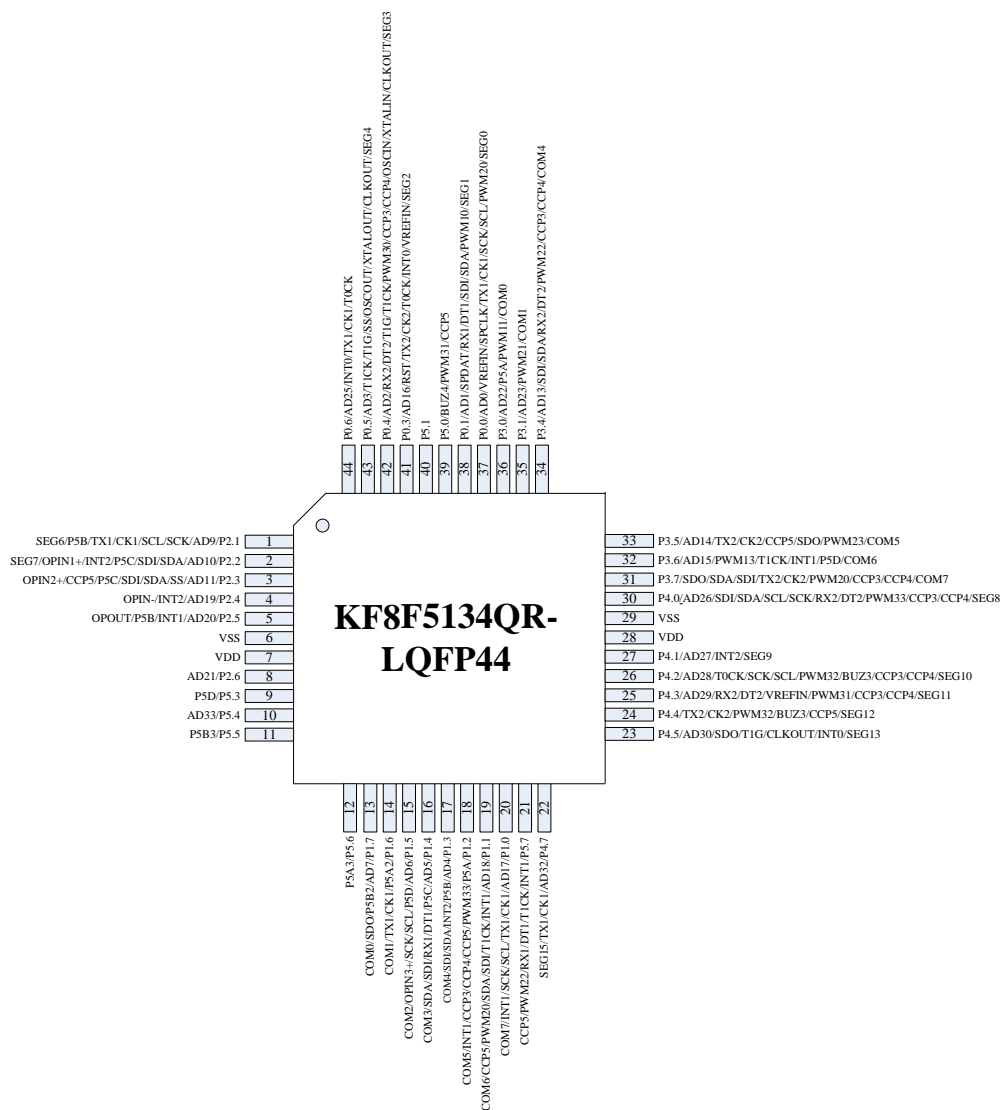 P0.6/AD25/INT0/TX1/CK1/T0CK
P0.5/AD3/T1CK/T1G/SS/OSCOUT/XTALOUT/CLKOUT/SEG4
P0.4/AD2/RX2/DT2/T1G/T1CK/PWM30/CCP3/CCP4/OSCIN/XTALIN/CLKOUT/SEG3
P0.3/AD16/RST/TX2/CK2/T0CK/INT0/VREFIN/SEG2
P5.1
P5.0/BUZ4/PWM31/CCP5
P0.1/AD1/SPDAT/RX1/DT1/SDI/SDA/PWM10/SEG1
P0.0/AD0/VREFIN/SPCLK/TX1/CK1/SCK/SCL/PWM20/SEG0
P3.0/AD22/P5A/PWM11/COM0
P3.1/AD23/PWM21/COM1
P3.4/AD13/SDI/SDA/RX2/DT2/PWM22/CCP3/CCP4/COM4
44
43
42
41
40
39
38
37
36
35
34
SEG6/P5B/TX1/CK1/SCL/SCK/AD9/P2.1 1
SEG7/OPIN1+/INT2/P5C/SDI/SDA/AD10/P2.2 2
OPIN2+/CCP5/P5C/SDI/SDA/SS/AD11/P2.3 3
OPIN-/INT2/AD19/P2.4 4
OPOUT/P5B/INT1/AD20/P2.5 5
VSS 6
VDD 7
AD21/P2.6 8
P5D/P5.3 9
AD33/P5.4 10
P5B3/P5.5 11
KF8F5134QR-
LQFP44
33 P3.5/AD14/TX2/CK2/CCP5/SDO/PWM23/COM5
32 P3.6/AD15/PWM13/T1CK/INT1/P5D/COM6
31 P3.7/SDO/SDA/SDI/TX2/CK2/PWM20/CCP3/CCP4/COM7
30 P4.0/AD26/SDI/SDA/SCL/SCK/RX2/DT2/PWM33/CCP3/CCP4/SEG8
29 VSS
28 VDD
27 P4.1/AD27/INT2/SEG9
26 P4.2/AD28/T0CK/SCK/SCL/PWM32/BUZ3/CCP3/CCP4/SEG10
25 P4.3/AD29/RX2/DT2/VREFIN/PWM31/CCP3/CCP4/SEG11
24 P4.4/TX2/CK2/PWM32/BUZ3/CCP5/SEG12
23 P4.5/AD30/SDO/T1G/CLKOUT/INT0/SEG13
12
13
14
15
16
17
18
19
20
21
22
P5A3/P5.6
COM0/SDO/P5B2/AD7/P1.7
COM1/TX1/CK1/P5A2/P1.6
COM2/OPIN3+/SCK/SCL/P5D/AD6/P1.5
COM3/SDA/SDI/RX1/DT1/P5C/AD5/P1.4
COM4/SDI/SDA/INT2/P5B/AD4/P1.3
COM5/INT1/CCP3/CCP4/CCP5/PWM33/P5A/P1.2
COM6/CCP5/PWM20/SDA/SDI/T1CK/INT1/AD18/P1.1
COM7/INT1/SCK/SCL/TX1/CK1/AD17/P1.0
CCP5/PWM22/RX1/DT1/T1CK/INT1/P5.7
SEG15/TX1/CK1/AD32/P4.7